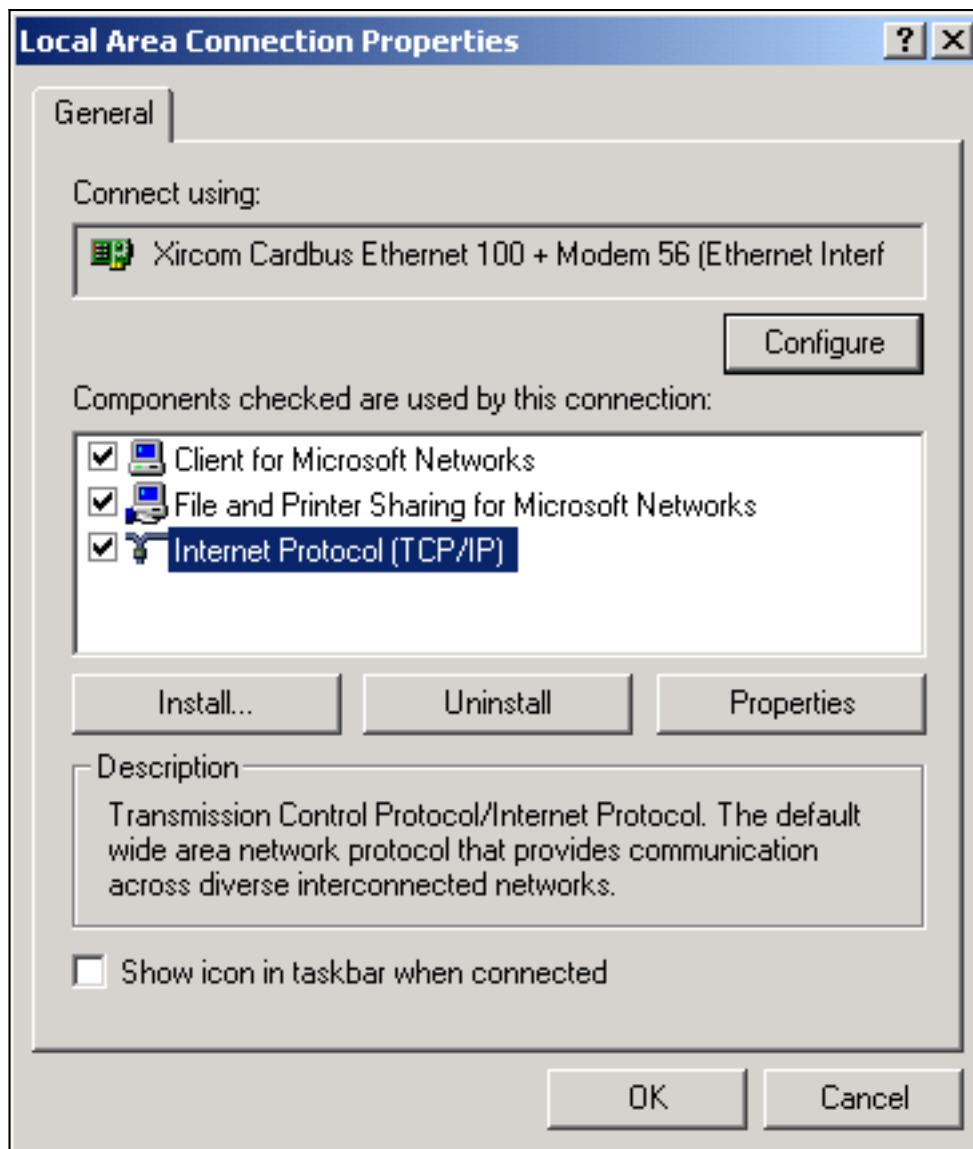 Local Area Connection Properties
General
Connect using:
Xircom Cardbus Ethernet 100 + Modem 56 (Ethernet Interf
Configure
Components checked are used by this connection:
Client for Microsoft Networks
File and Printer Sharing for Microsoft Networks
Internet Protocol (TCP/IP)
Install... Uninstall Properties
Description
Transmission Control Protocol/Internet Protocol. The default
wide area network protocol that provides communication
across diverse interconnected networks.
Show icon in taskbar when connected
OK Cancel